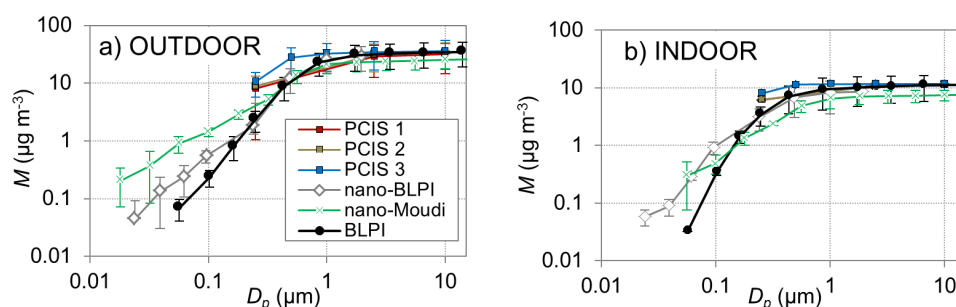 a) OUTDOOR
M (µg m⁻³)
100
10
1
0.1
0.01
0.01 0.1 1 10
Dₚ (µm)
PCIS 1
PCIS 2
PCIS 3
nano-BLPI
nano-Moudi
BLPI
b) INDOOR
M (µg m⁻³)
100
10
1
0.1
0.01
0.01 0.1 1 10
Dₚ (µm)